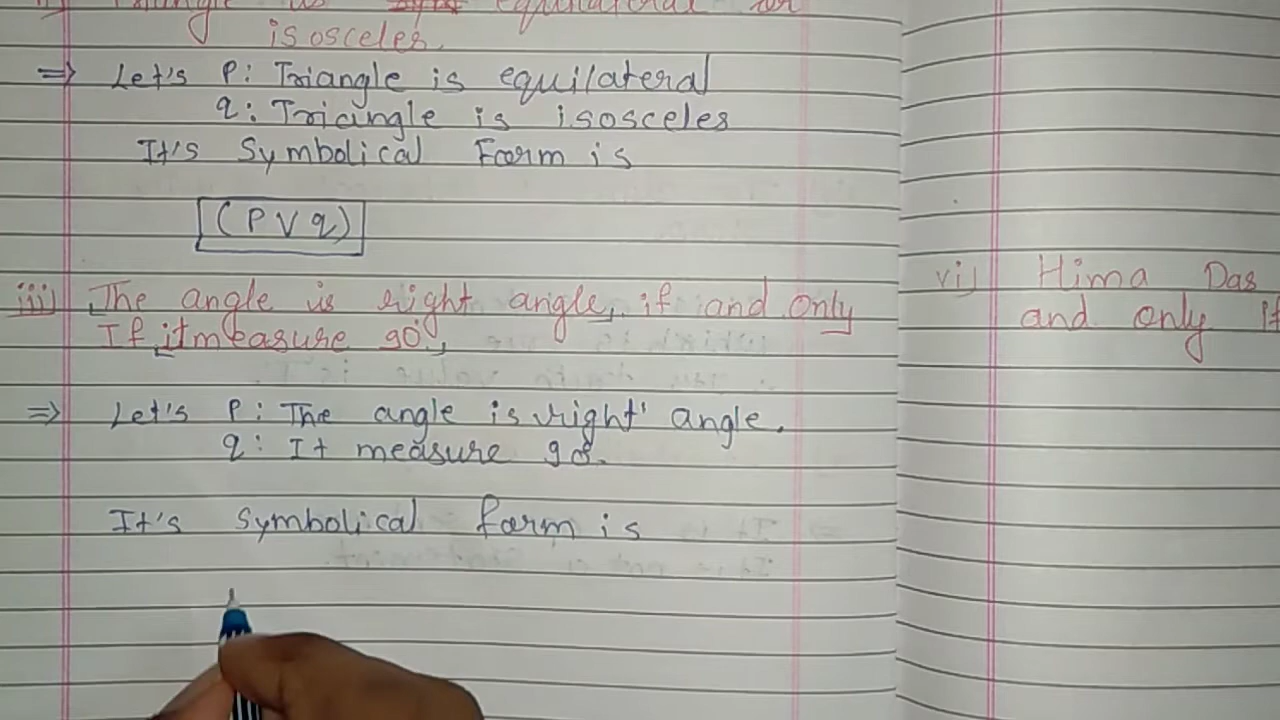 isosceles.
=> Let's P: Triangle is equilateral
q: Triangle is isosceles
It's Symbolical Form is
(P V q)
iii) The angle is right angle, if and only
If it measure 90°,
=> Let's P: The angle is right angle.
q: It measure 90°.
It's Symbolical form is
vi) Hima Das
and only If